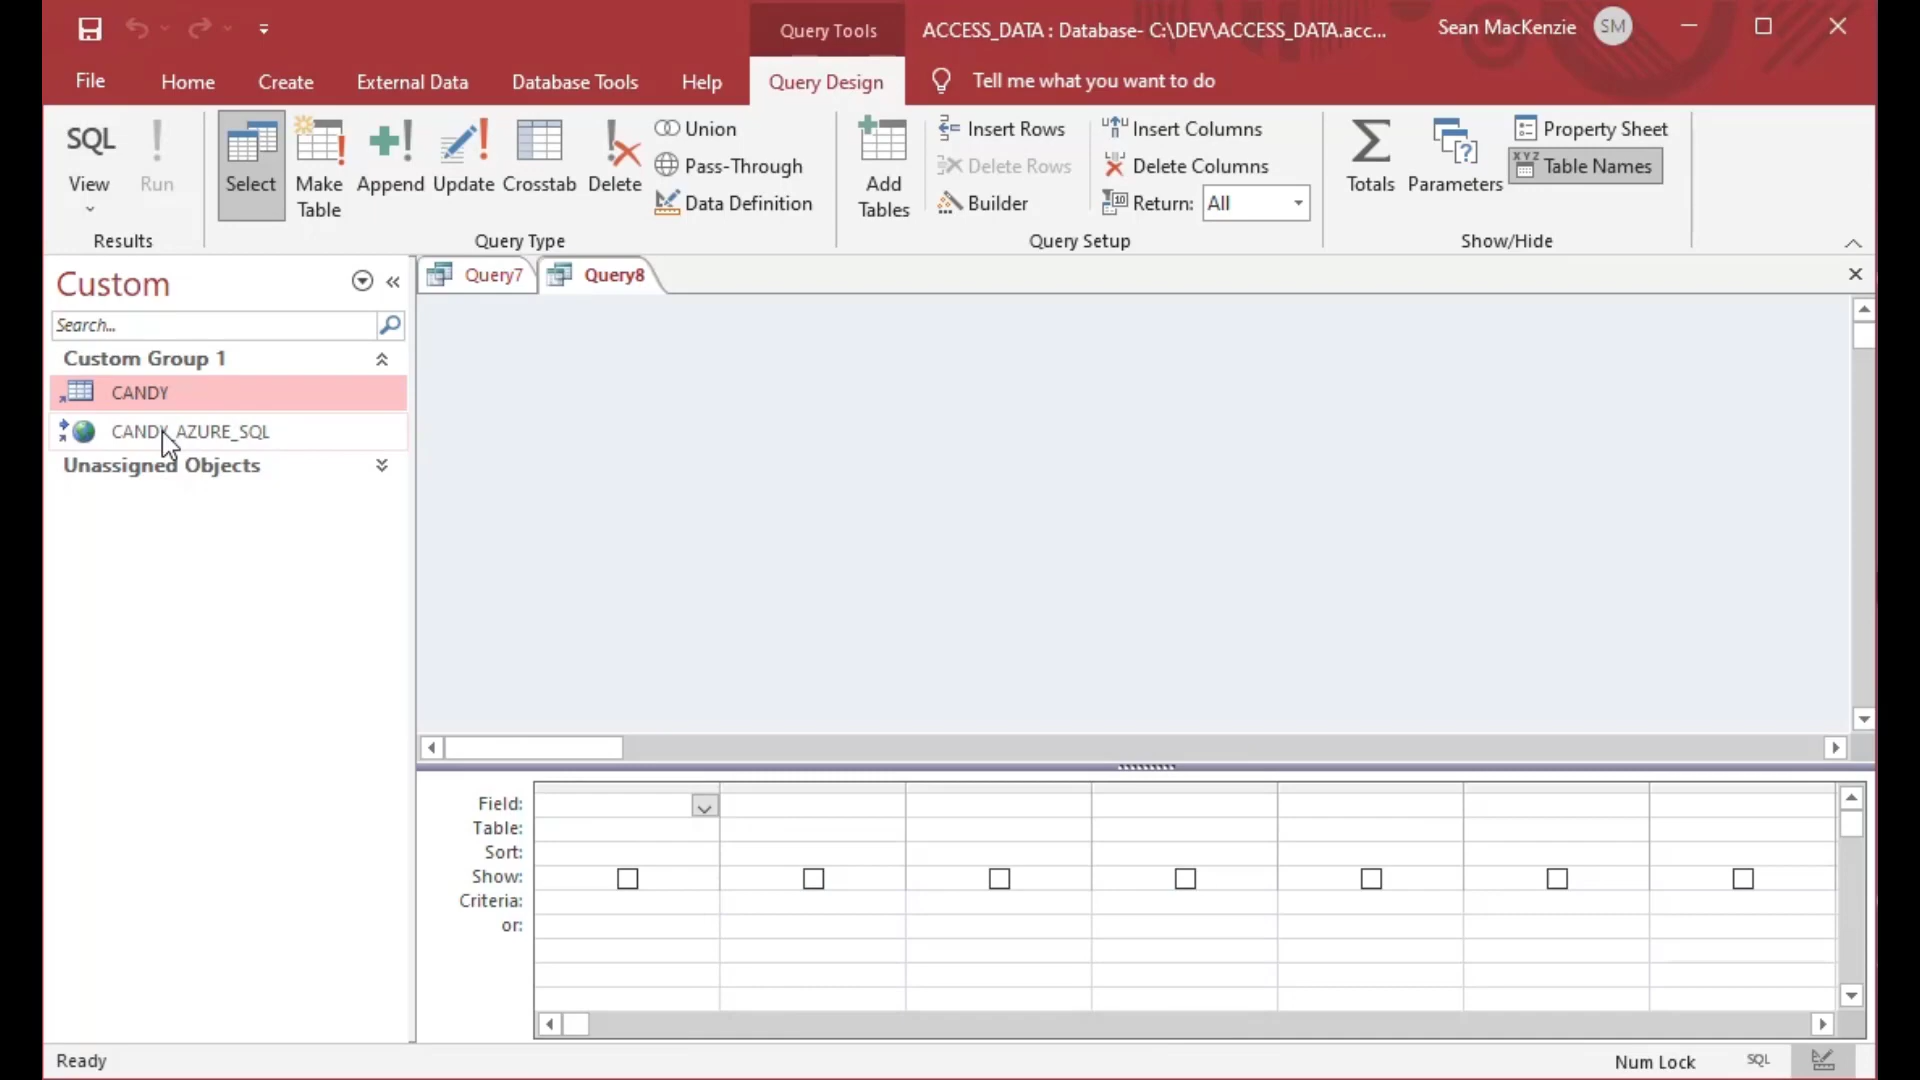 Query Tools
ACCESS_DATA : Database- C:\DEV\ACCESS_DATA.acc...
Sean MacKenzie
SM
File
Home
Create
External Data
Database Tools
Help
Query Design
Tell me what you want to do
SQL
View
Run
Results
Select
Make
Table
Append
Update
Crosstab
Delete
Union
Pass-Through
Data Definition
Query Type
Add
Tables
Insert Rows
Delete Rows
Builder
Insert Columns
Delete Columns
Return: All
Query Setup
Totals
Parameters
Property Sheet
XYZ
Table Names
Show/Hide
Custom
Search...
Custom Group 1
CANDY
CANDY_AZURE_SQL
Unassigned Objects
Query7
Query8
Field:
Table:
Sort:
Show:
Criteria:
or:
Ready
Num Lock
SQL